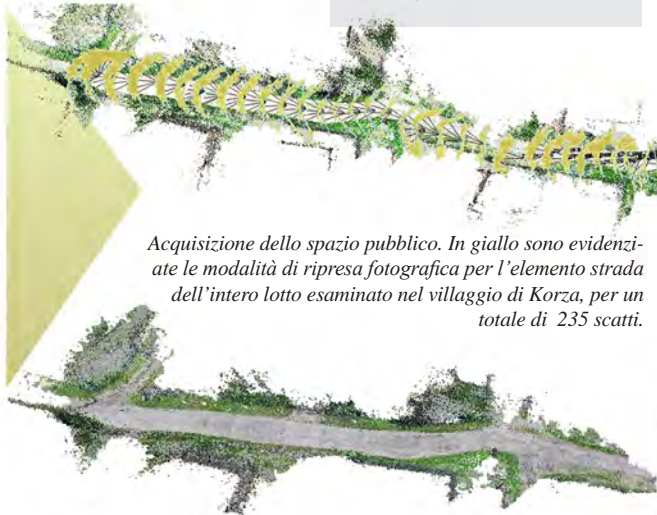 Acquisizione dello spazio pubblico. In giallo sono evidenzi-
ate le modalità di ripresa fotografica per l'elemento strada
dell'intero lotto esaminato nel villaggio di Korza, per un
totale di 235 scatti.